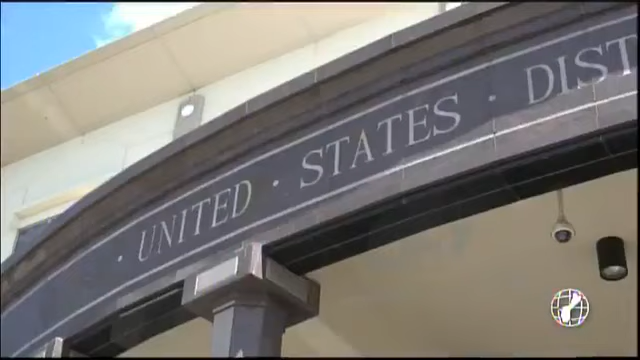 · UNITED · STATES · DIST